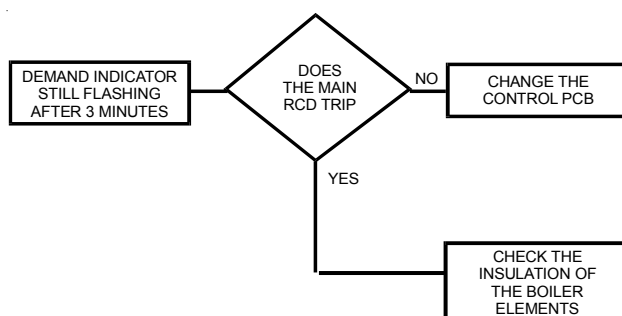 DEMAND INDICATOR
STILL FLASHING
AFTER 3 MINUTES
DOES
THE MAIN
RCD TRIP
NO
CHANGE THE
CONTROL PCB
YES
CHECK THE
INSULATION OF
THE BOILER
ELEMENTS